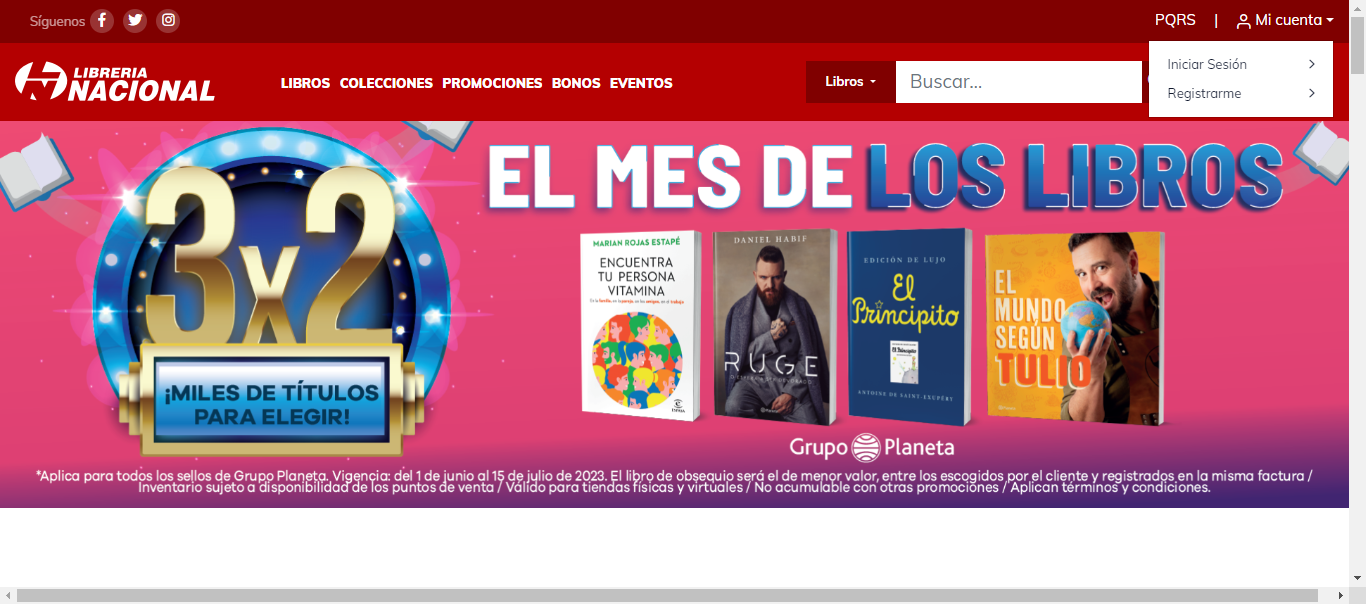 Síguenos
PQRS | Mi cuenta
Iniciar Sesión
Registrarme
LIBRERIA
NACIONAL
LIBROS COLECCIONES PROMOCIONES BONOS EVENTOS
Libros
Buscar...
3x2
¡MILES DE TÍTULOS
PARA ELEGIR!
EL MES DE LOS LIBROS
MARIAN ROJAS ESTAPÉ
ENCUENTRA
TU PERSONA
VITAMINA
DANIEL HABIF
RUGE
EDICIÓN DE LUJO
El
Principito
ANTOINE DE SAINT-EXUPÉRY
EL
MUNDO
SEGÚN
TULIO
Grupo Planeta
*Aplica para todos los sellos de Grupo Planeta. Vigencia: del 1 de junio al 15 de julio de 2023. El libro de obsequio será el de menor valor, entre los escogidos por el cliente y registrados en la misma factura /
Inventario sujeto a disponibilidad de los puntos de venta / Válido para tiendas físicas y virtuales / No acumulable con otras promociones / Aplican términos y condiciones.